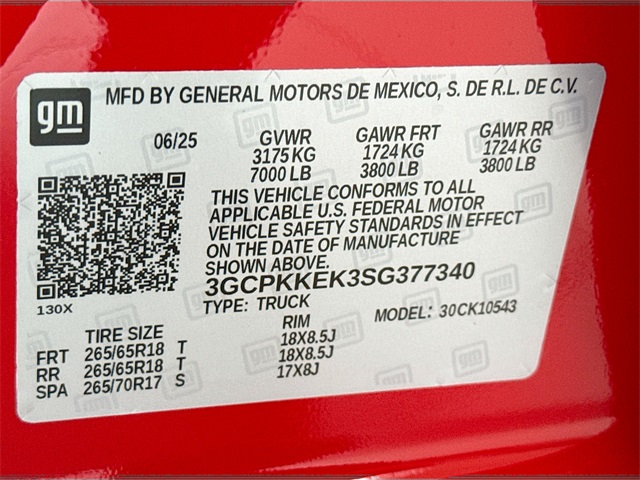 gm
MFD BY GENERAL MOTORS DE MEXICO, S. DE R.L. DE C.V.
06/25 GVWR GAWR FRT GAWR RR
3175 KG 1724 KG 1724 KG
7000 LB 3800 LB 3800 LB
THIS VEHICLE CONFORMS TO ALL
APPLICABLE U.S. FEDERAL MOTOR
VEHICLE SAFETY STANDARDS IN EFFECT
ON THE DATE OF MANUFACTURE
SHOWN ABOVE.
3GCPKKEK3SG377340
130X TYPE: TRUCK MODEL: 30CK10543
TIRE SIZE RIM
FRT 265/65R18 T 18X8.5J
RR 265/65R18 T 18X8.5J
SPA 265/70R17 S 17X8J